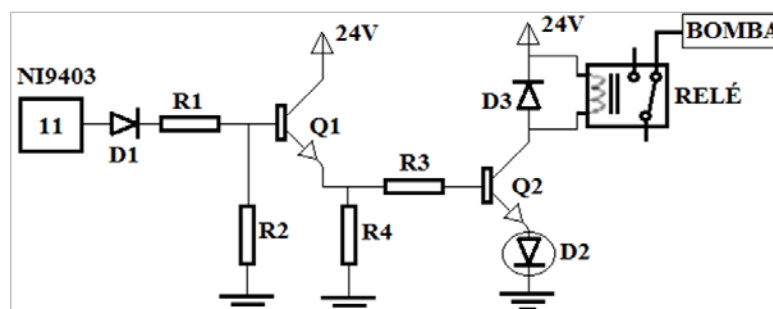 24V
24V
BOMBA
NI9403
11
D1
R1
Q1
D3
RELÉ
R3
Q2
R2
R4
D2